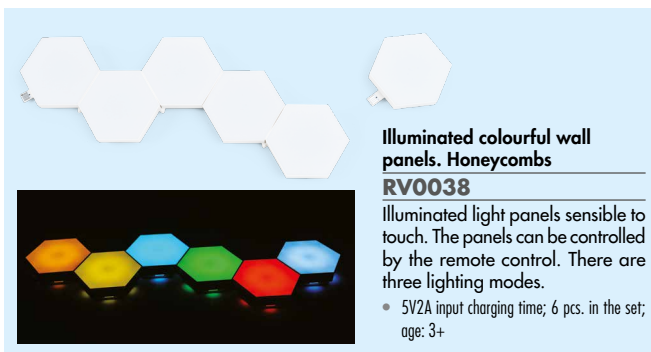 Illuminated colourful wall
panels. Honeycombs
RV0038
Illuminated light panels sensible to
touch. The panels can be controlled
by the remote control. There are
three lighting modes.
• 5V2A input charging time; 6 pcs. in the set;
age: 3+